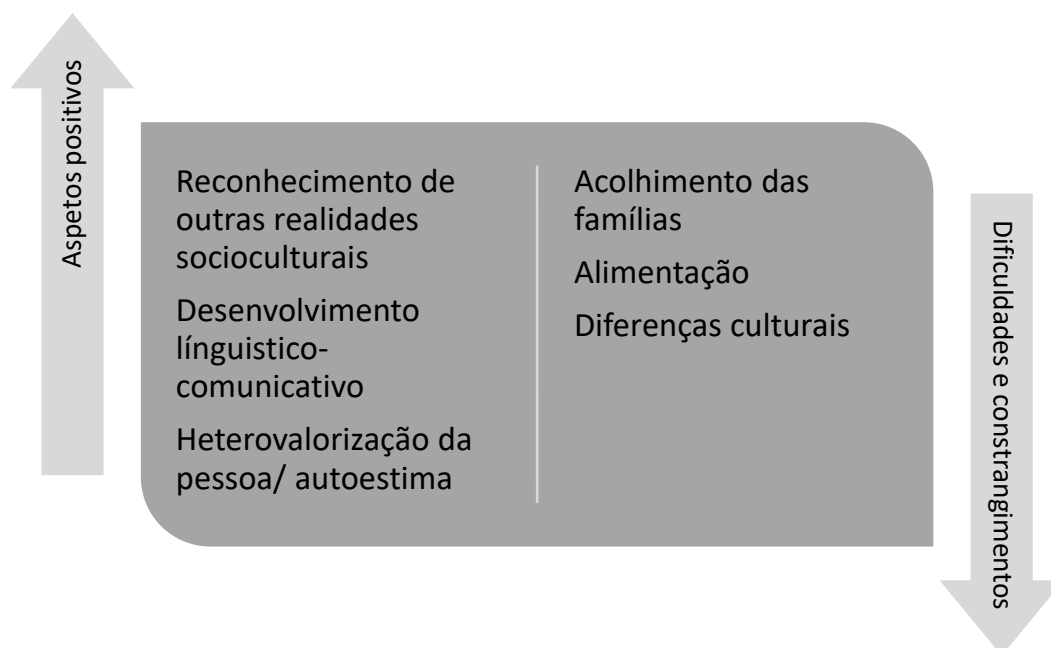 Aspetos positivos
Reconhecimento de
outras realidades
socioculturais
Desenvolvimento
línguistico-
comunicativo
Heterovalorização da
pessoa/ autoestima
Acolhimento das
famílias
Alimentação
Diferenças culturais
Dificuldades e constrangimentos